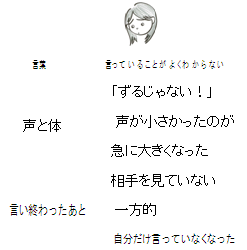 言葉 言っていることがよくわからない
「ずるじゃない！」
声と体 声が小さかったのが
急に大きくなった
相手を見ていない
言い終わったあと 一方的
自分だけ言っていなくなった